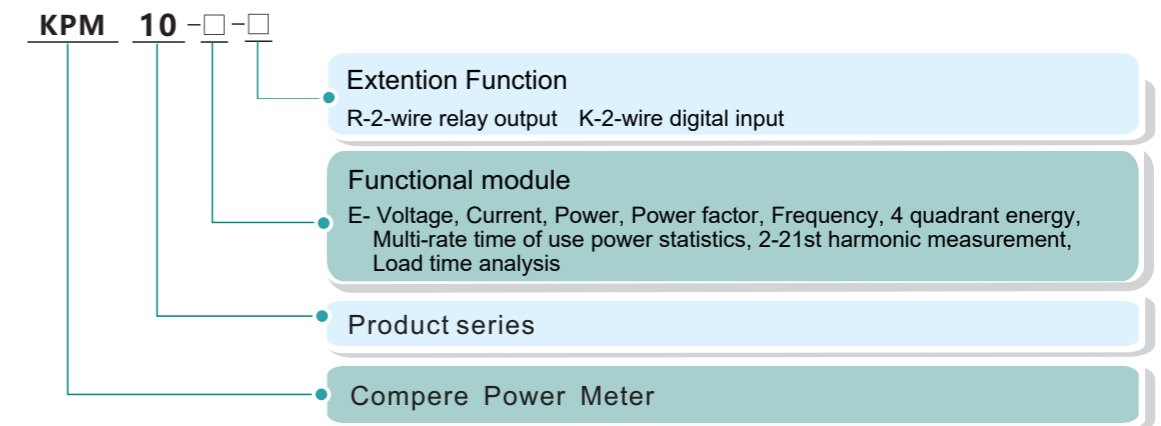 KPM 10 -□-□
Extention Function
R-2-wire relay output K-2-wire digital input
Functional module
E- Voltage, Current, Power, Power factor, Frequency, 4 quadrant energy,
Multi-rate time of use power statistics, 2-21st harmonic measurement,
Load time analysis
Product series
Compere Power Meter